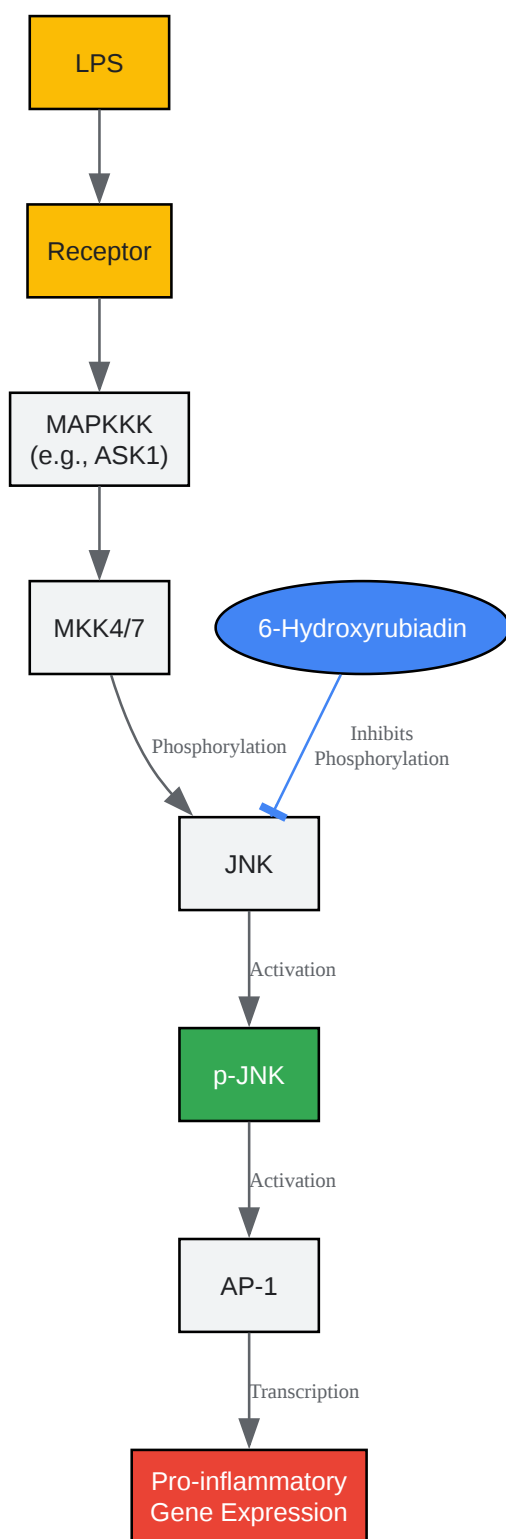 LPS
Receptor
MAPKKK
(e.g., ASK1)
MKK4/7
6-Hydroxyrubiadin
Phosphorylation
Inhibits
Phosphorylation
JNK
Activation
p-JNK
Activation
AP-1
Transcription
Pro-inflammatory
Gene Expression